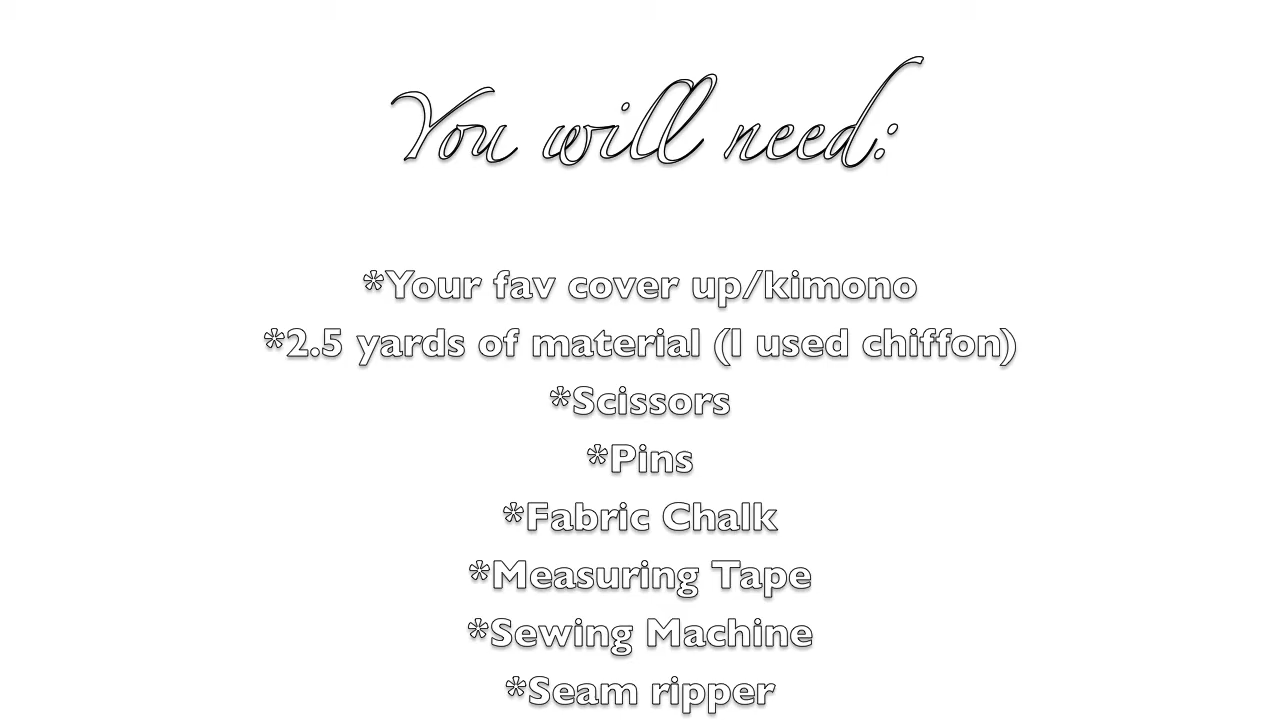 You will need:
*Your fav cover up/kimono
*2.5 yards of material (I used chiffon)
*Scissors
*Pins
*Fabric Chalk
*Measuring Tape
*Sewing Machine
*Seam ripper